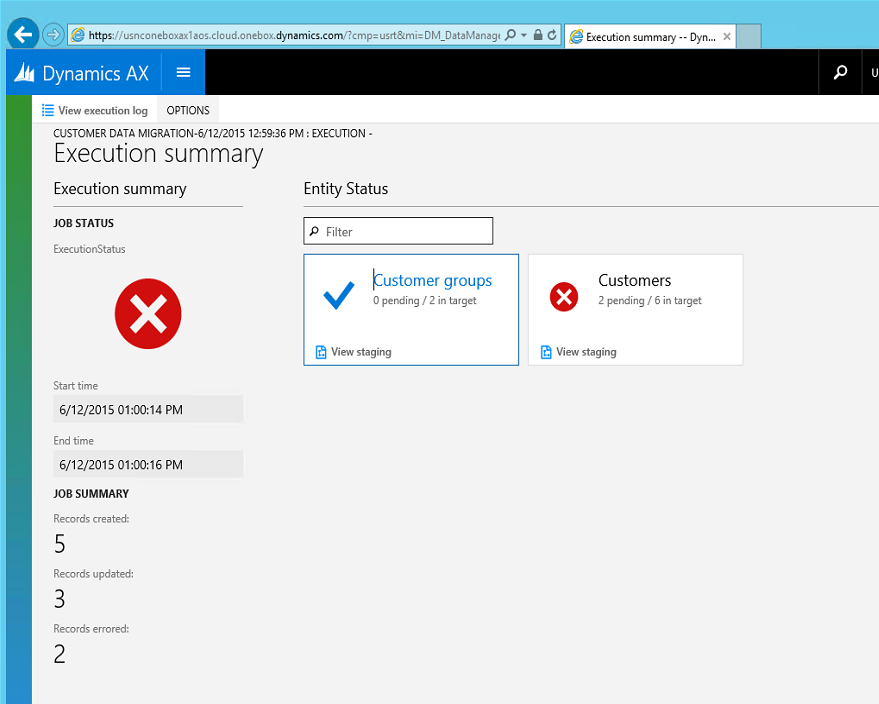 https://usnconeboxax1aos.cloud.onebox.dynamics.com/?cmp=usrt&mi=DM_DataManage
Execution summary -- Dyn...
Dynamics AX
U
View execution log
OPTIONS
CUSTOMER DATA MIGRATION-6/12/2015 12:59:36 PM : EXECUTION -
Execution summary
Execution summary
JOB STATUS
ExecutionStatus
Start time
6/12/2015 01:00:14 PM
End time
6/12/2015 01:00:16 PM
JOB SUMMARY
Records created:
5
Records updated:
3
Records errored:
2
Entity Status
Filter
Customer groups
0 pending / 2 in target
View staging
Customers
2 pending / 6 in target
View staging